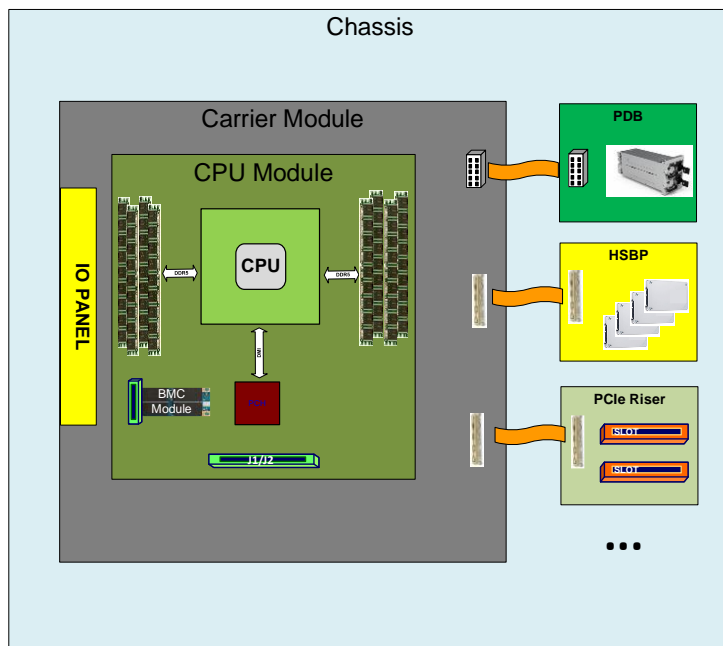 Chassis
Carrier Module
CPU Module
IO PANEL
DDR5
CPU
DDR5
DMI
BMC
Module
PCH
J1/J2
PDB
HSBP
PCIe Riser
SLOT
SLOT
...